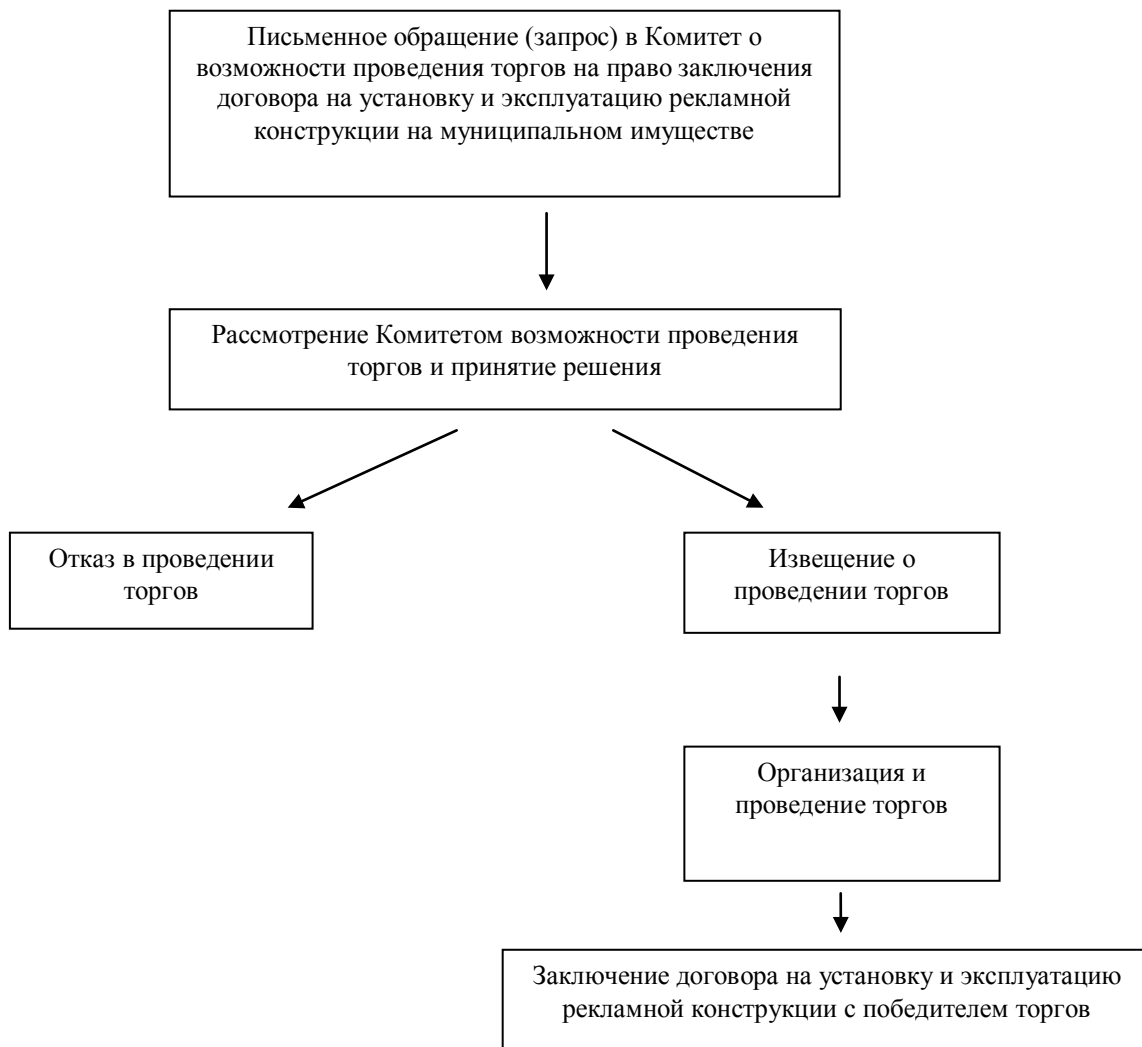 Письменное обращение (запрос) в Комитет о
возможности проведения торгов на право заключения
договора на установку и эксплуатацию рекламной
конструкции на муниципальном имуществе
Рассмотрение Комитетом возможности проведения
торгов и принятие решения
Отказ в проведении
торгов
Извещение о
проведении торгов
Организация и
проведение торгов
Заключение договора на установку и эксплуатацию
рекламной конструкции с победителем торгов